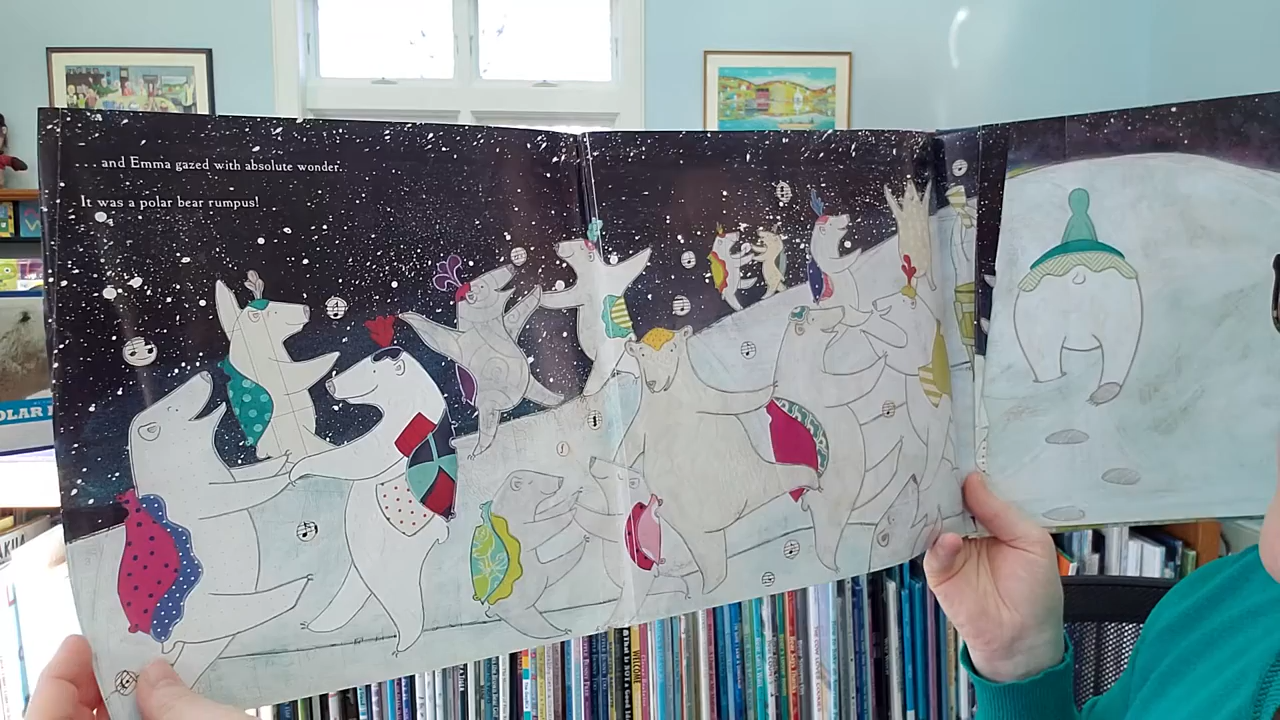 . . . and Emma gazed with absolute wonder.
It was a polar bear rumpus!